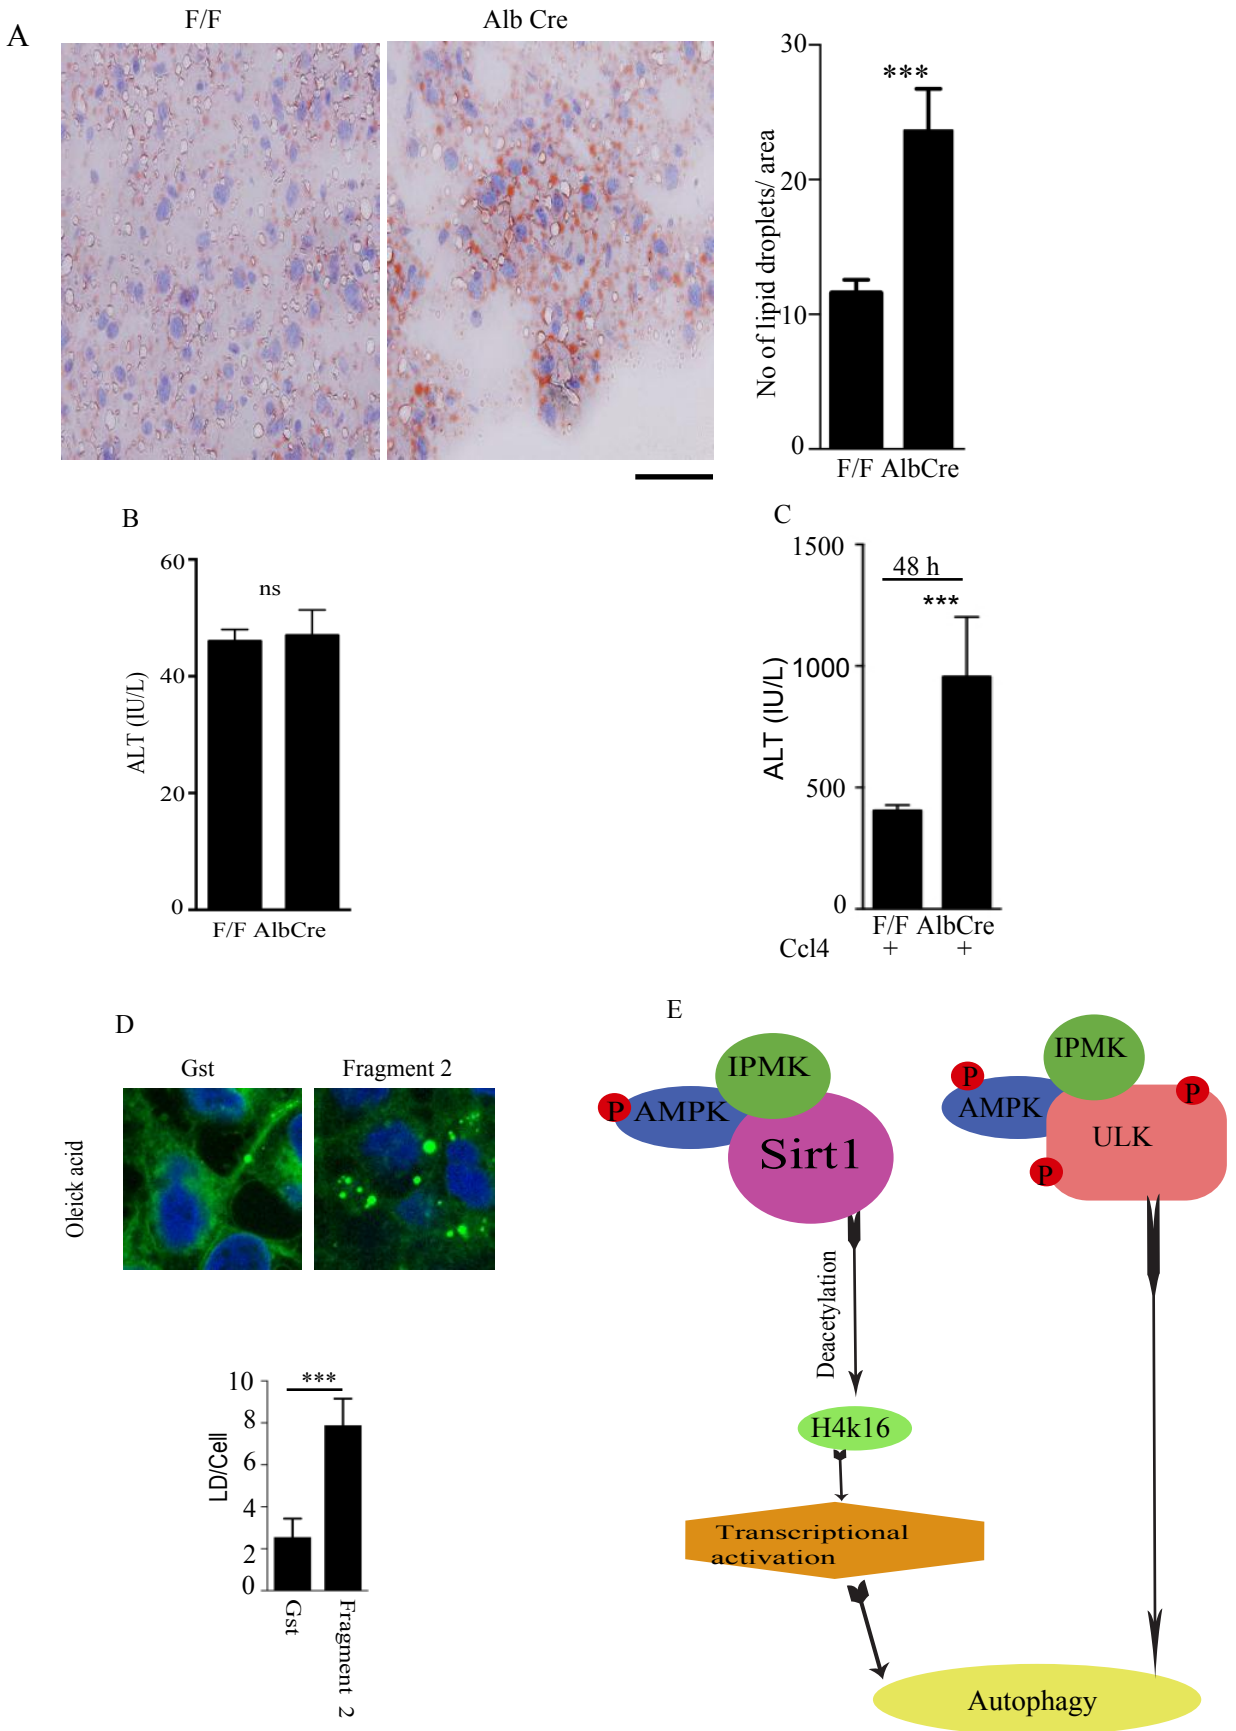 A
F/F
Alb Cre
No of lipid droplets/ area
30
20
10
0
***
F/F AlbCre
B
ALT (IU/L)
60
40
20
0
ns
F/F AlbCre
C
ALT (IU/L)
1500
1000
500
0
48 h
***
F/F AlbCre
Ccl4 + +
D
Gst
Fragment 2
Oleick acid
LD/Cell
10
8
6
4
2
0
***
Gst
Fragment 2
E
IPMK
P AMPK
Sirt1
Deacetylation
H4k16
Transcriptional
activation
IPMK
P
AMPK
P
ULK
P
Autophagy